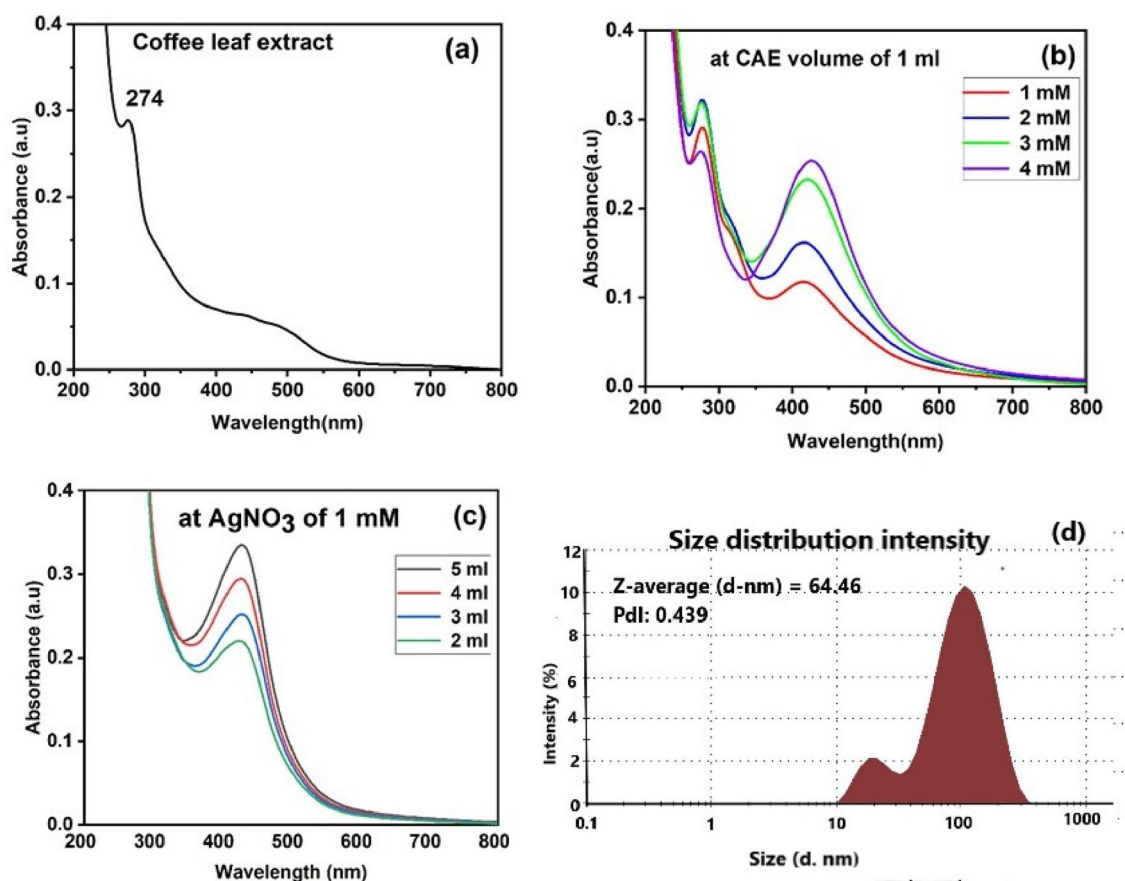 Coffee leaf extract
(a)
274
0.4
0.3
0.2
0.1
0.0
200 300 400 500 600 700 800
Absorbance (a.u)
Wavelength(nm)
at CAE volume of 1 ml
(b)
1 mM
2 mM
3 mM
4 mM
0.4
0.3
0.2
0.1
0.0
200 300 400 500 600 700 800
Absorbance(a.u)
Wavelength(nm)
at AgNO3 of 1 mM
(c)
5 ml
4 ml
3 ml
2 ml
0.4
0.3
0.2
0.1
0.0
200 300 400 500 600 700 800
Absorbance (a.u)
Wavelength (nm)
Size distribution intensity
(d)
Z-average (d-nm) = 64.46
PdI: 0.439
12
10
8
6
4
2
0
0.1 1 10 100 1000
Intensity (%)
Size (d. nm)